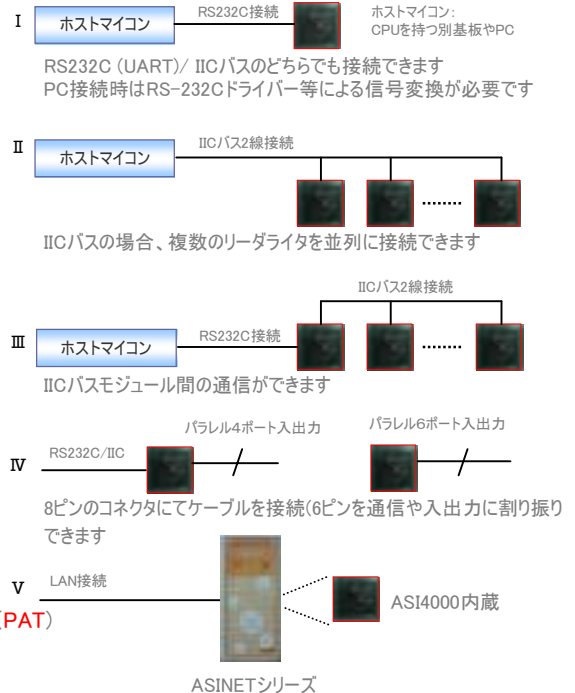 Ⅰ
ホストマイコン
RS232C接続
ホストマイコン:
CPUを持つ別基板やPC
RS232C (UART)/ IICバスのどちらでも接続できます
PC接続時はRS-232Cドライバー等による信号変換が必要です
Ⅱ
ホストマイコン
IICバス2線接続
IICバスの場合、複数のリーダライタを並列に接続できます
IICバス2線接続
Ⅲ
ホストマイコン
RS232C接続
IICバスモジュール間の通信ができます
パラレル4ポート入出力
パラレル6ポート入出力
Ⅳ
RS232C/IIC
8ピンのコネクタにてケーブルを接続(6ピンを通信や入出力に割り振り
できます
Ⅴ
LAN接続
(PAT)
ASI4000内蔵
ASINETシリーズ